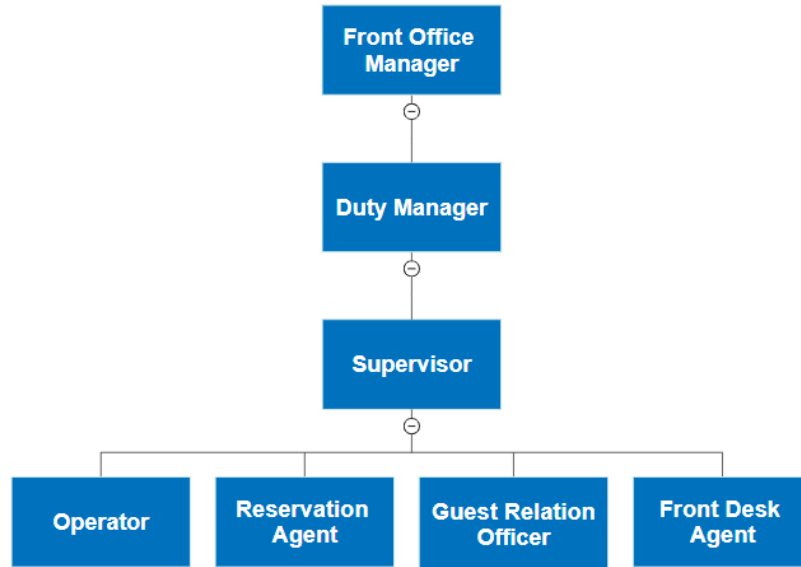 Front Office
Manager
Duty Manager
Supervisor
Operator
Reservation
Agent
Guest Relation
Officer
Front Desk
Agent